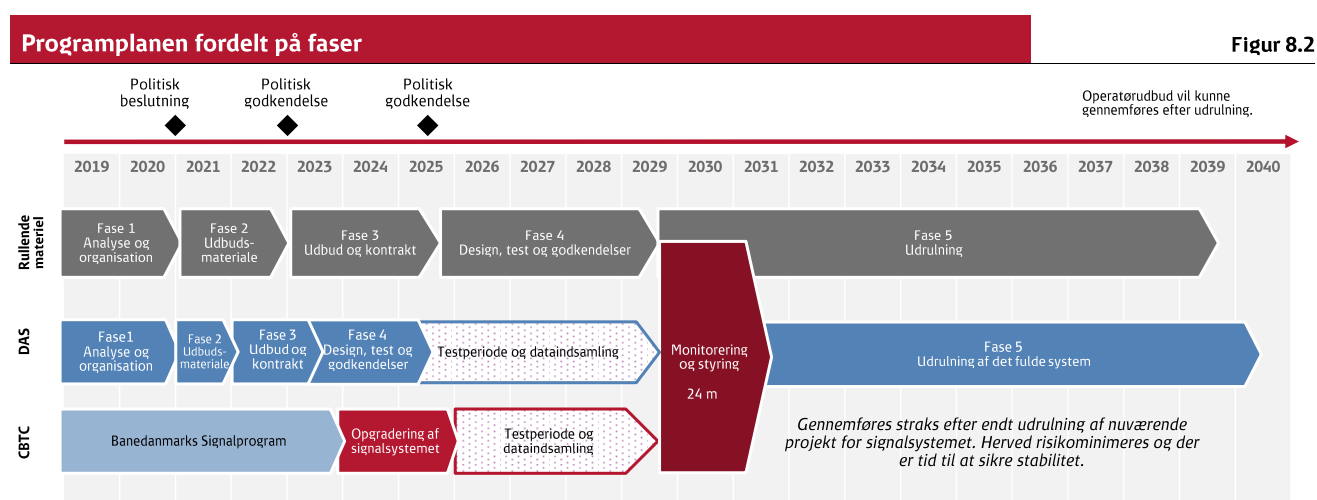 Programplanen fordelt på faser
Figur 8.2
Politisk
beslutning
Politisk
godkendelse
Politisk
godkendelse
Operatørudbud vil kunne
gennemføres efter udrulning.
2019 2020 2021 2022 2023 2024 2025 2026 2027 2028 2029 2030 2031 2032 2033 2034 2035 2036 2037 2038 2039 2040
Rullende
materiel
Fase 1
Analyse og
organisation
Fase 2
Udbuds-
materiale
Fase 3
Udbud og kontrakt
Fase 4
Design, test og godkendelser
Fase 5
Udrulning
DAS
Fase1
Analyse og
organisation
Fase 2
Udbuds-
materiale
Fase 3
Udbud og
kontrakt
Fase 4
Design, test og
godkendelser
Testperiode og dataindsamling
Monitorering
og styring
24 m
Fase 5
Udrulning af det fulde system
CBTC
Banedanmarks Signalprogram
Opgradering af
signalsystemet
Testperiode og
dataindsamling
Gennemføres straks efter endt udrulning af nuværende
projekt for signalsystemet. Herved risikominimeres og der
er tid til at sikre stabilitet.